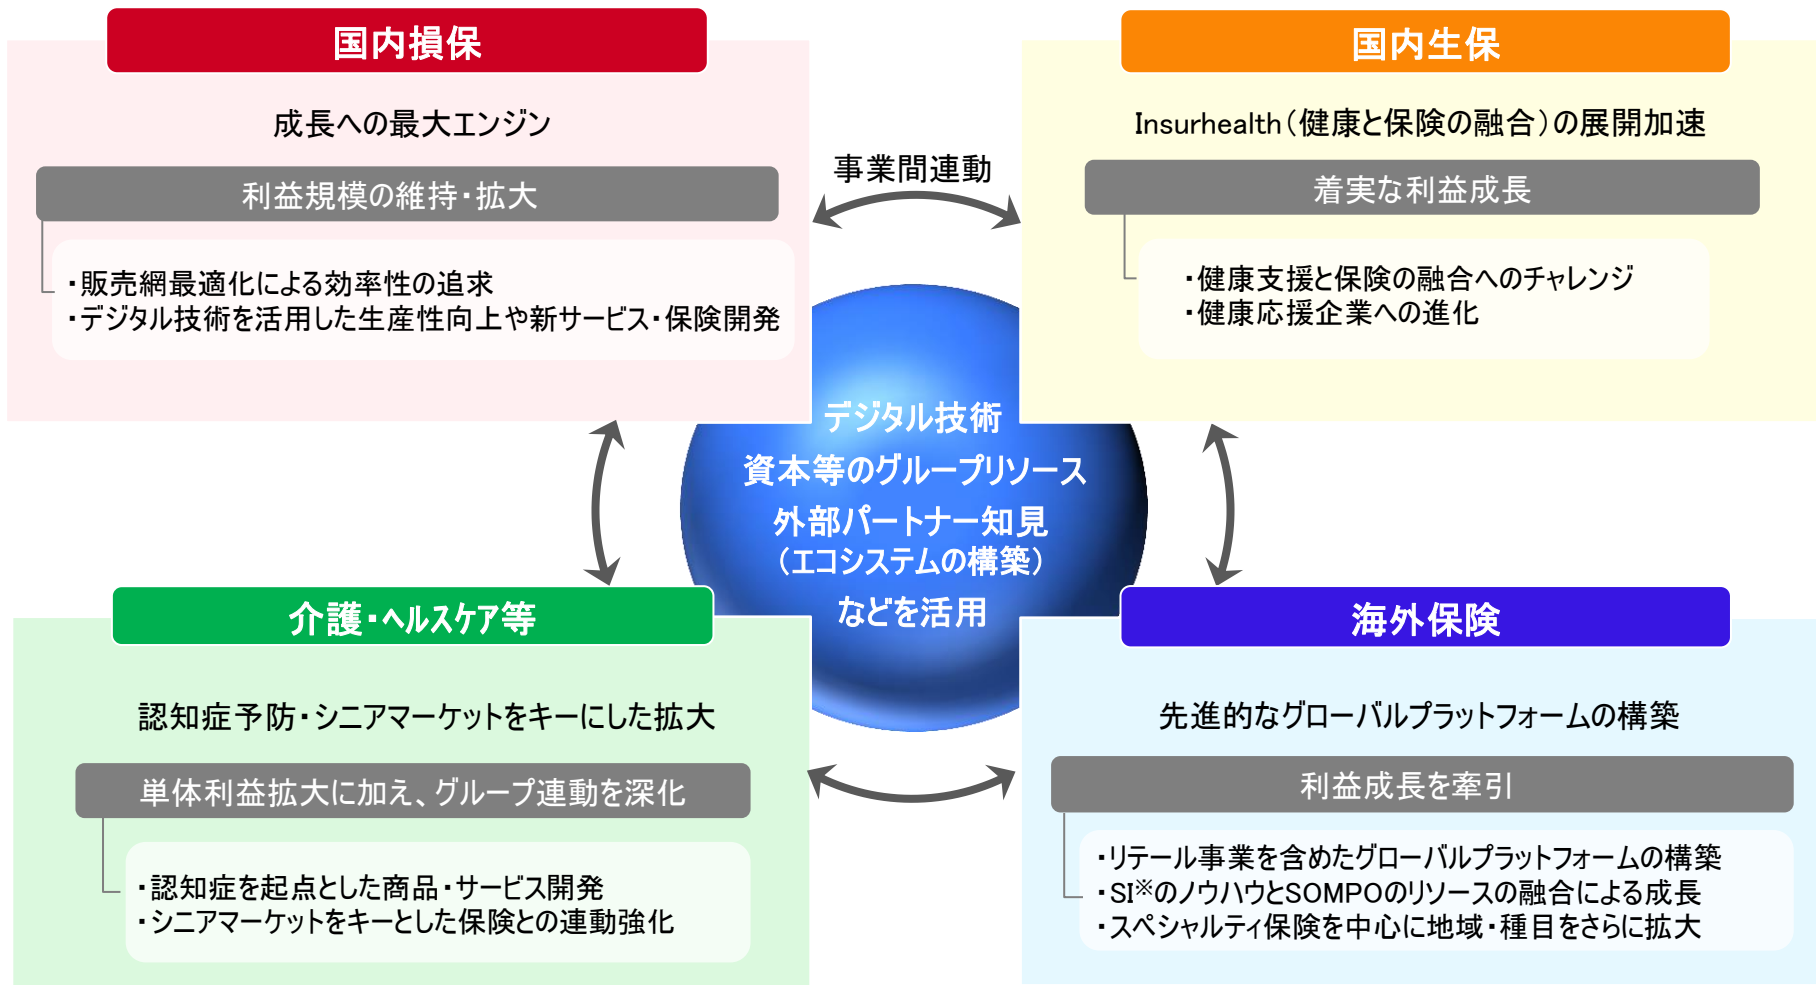 国内損保
成長への最大エンジン
利益規模の維持・拡大
・販売網最適化による効率性の追求
・デジタル技術を活用した生産性向上や新サービス・保険開発
事業間連動
国内生保
Insurhealth（健康と保険の融合）の展開加速
着実な利益成長
・健康支援と保険の融合へのチャレンジ
・健康応援企業への進化
デジタル技術
資本等のグループリソース
外部パートナー知見
（エコシステムの構築）
などを活用
介護・ヘルスケア等
認知症予防・シニアマーケットをキーにした拡大
単体利益拡大に加え、グループ連動を深化
・認知症を起点とした商品・サービス開発
・シニアマーケットをキーとした保険との連動強化
海外保険
先進的なグローバルプラットフォームの構築
利益成長を牽引
・リテール事業を含めたグローバルプラットフォームの構築
・SI※のノウハウとSOMPOのリソースの融合による成長
・スペシャルティ保険を中心に地域・種目をさらに拡大